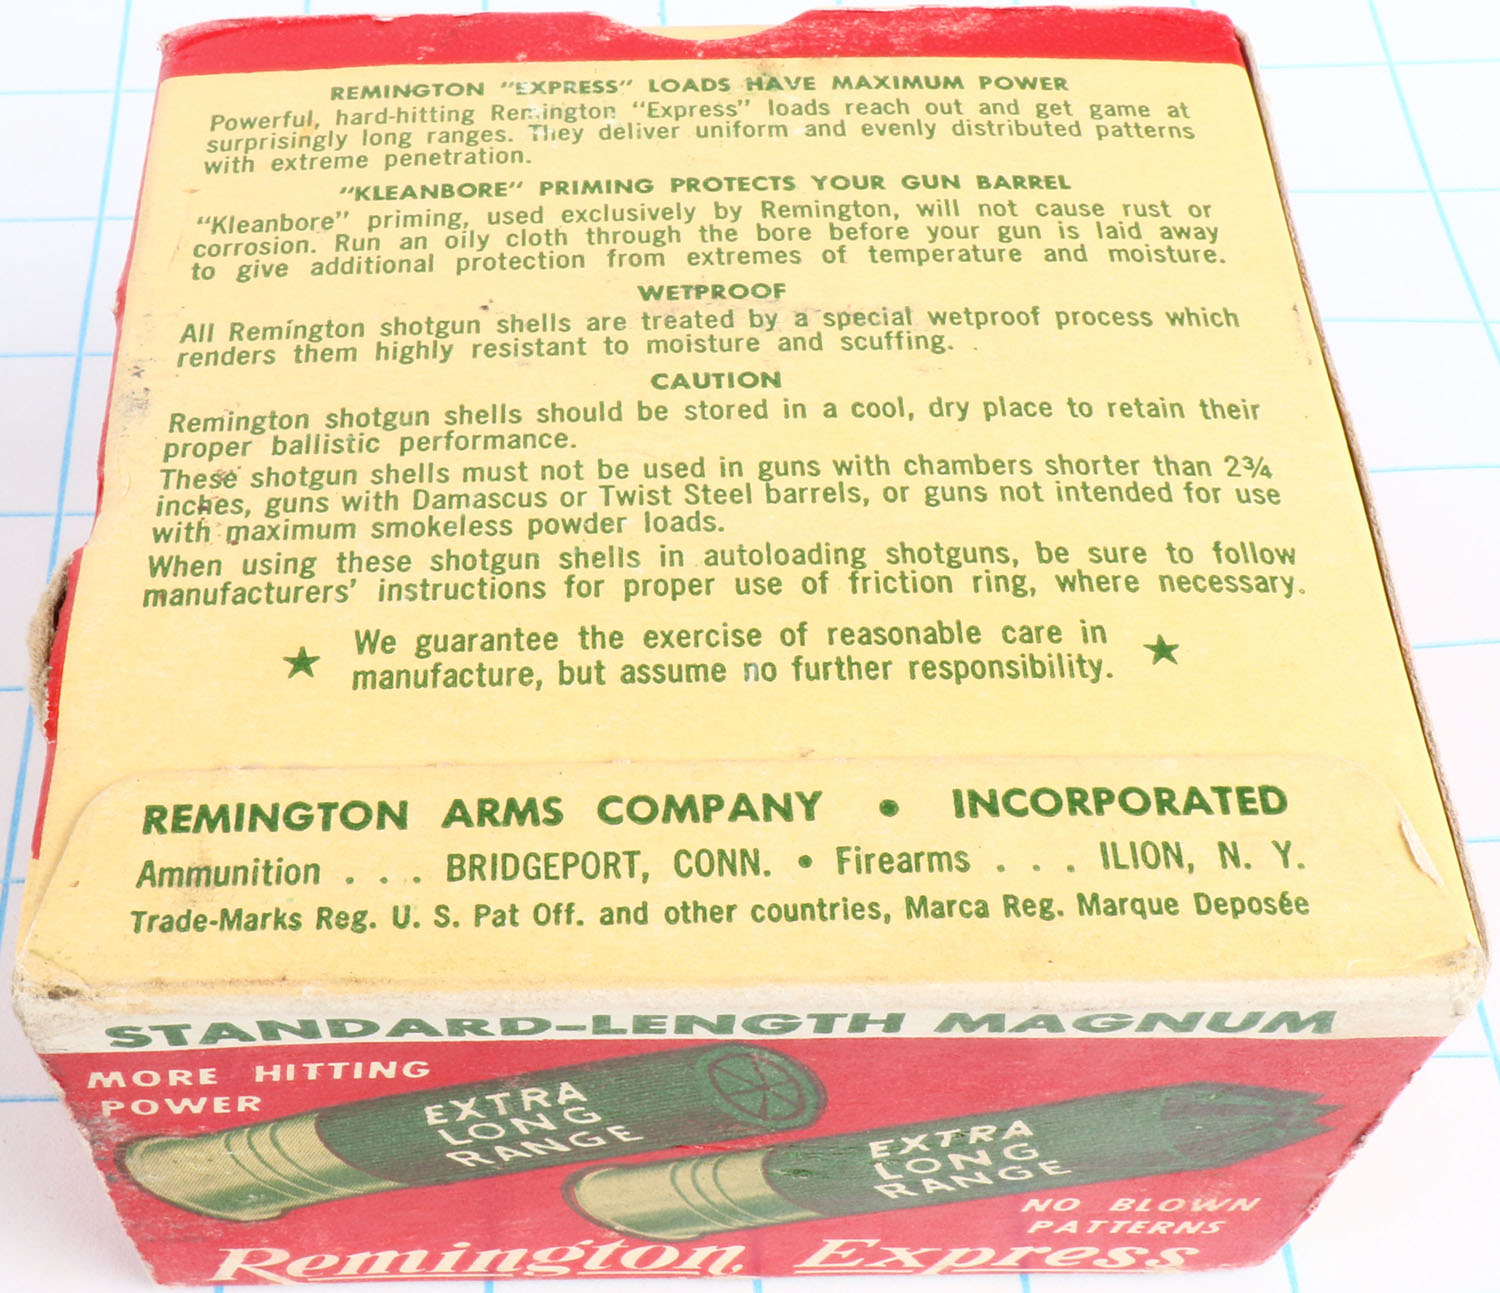 REMINGTON "EXPRESS" LOADS HAVE MAXIMUM POWER
Powerful, hard-hitting Remington "Express" loads reach out and get game at
surprisingly long ranges. They deliver uniform and evenly distributed patterns
with extreme penetration.
"KLEANBORE" PRIMING PROTECTS YOUR GUN BARREL
"Kleanbore" priming, used exclusively by Remington, will not cause rust or
corrosion. Run an oily cloth through the bore before your gun is laid away
to give additional protection from extremes of temperature and moisture.
WETPROOF
All Remington shotgun shells are treated by a special wetproof process which
renders them highly resistant to moisture and scuffing.
CAUTION
Remington shotgun shells should be stored in a cool, dry place to retain their
proper ballistic performance.
These shotgun shells must not be used in guns with chambers shorter than 2¾
inches, guns with Damascus or Twist Steel barrels, or guns not intended for use
with maximum smokeless powder loads.
When using these shotgun shells in autoloading shotguns, be sure to follow
manufacturers' instructions for proper use of friction ring, where necessary.
★ We guarantee the exercise of reasonable care in ★
manufacture, but assume no further responsibility.
REMINGTON ARMS COMPANY • INCORPORATED
Ammunition . . . BRIDGEPORT, CONN. • Firearms . . . ILION, N. Y.
Trade-Marks Reg. U. S. Pat Off. and other countries, Marca Reg. Marque Deposée
STANDARD-LENGTH MAGNUM
MORE HITTING
POWER
EXTRA
LONG
RANGE
EXTRA
LONG
RANGE
NO BLOWN
PATTERNS
Remington, Express